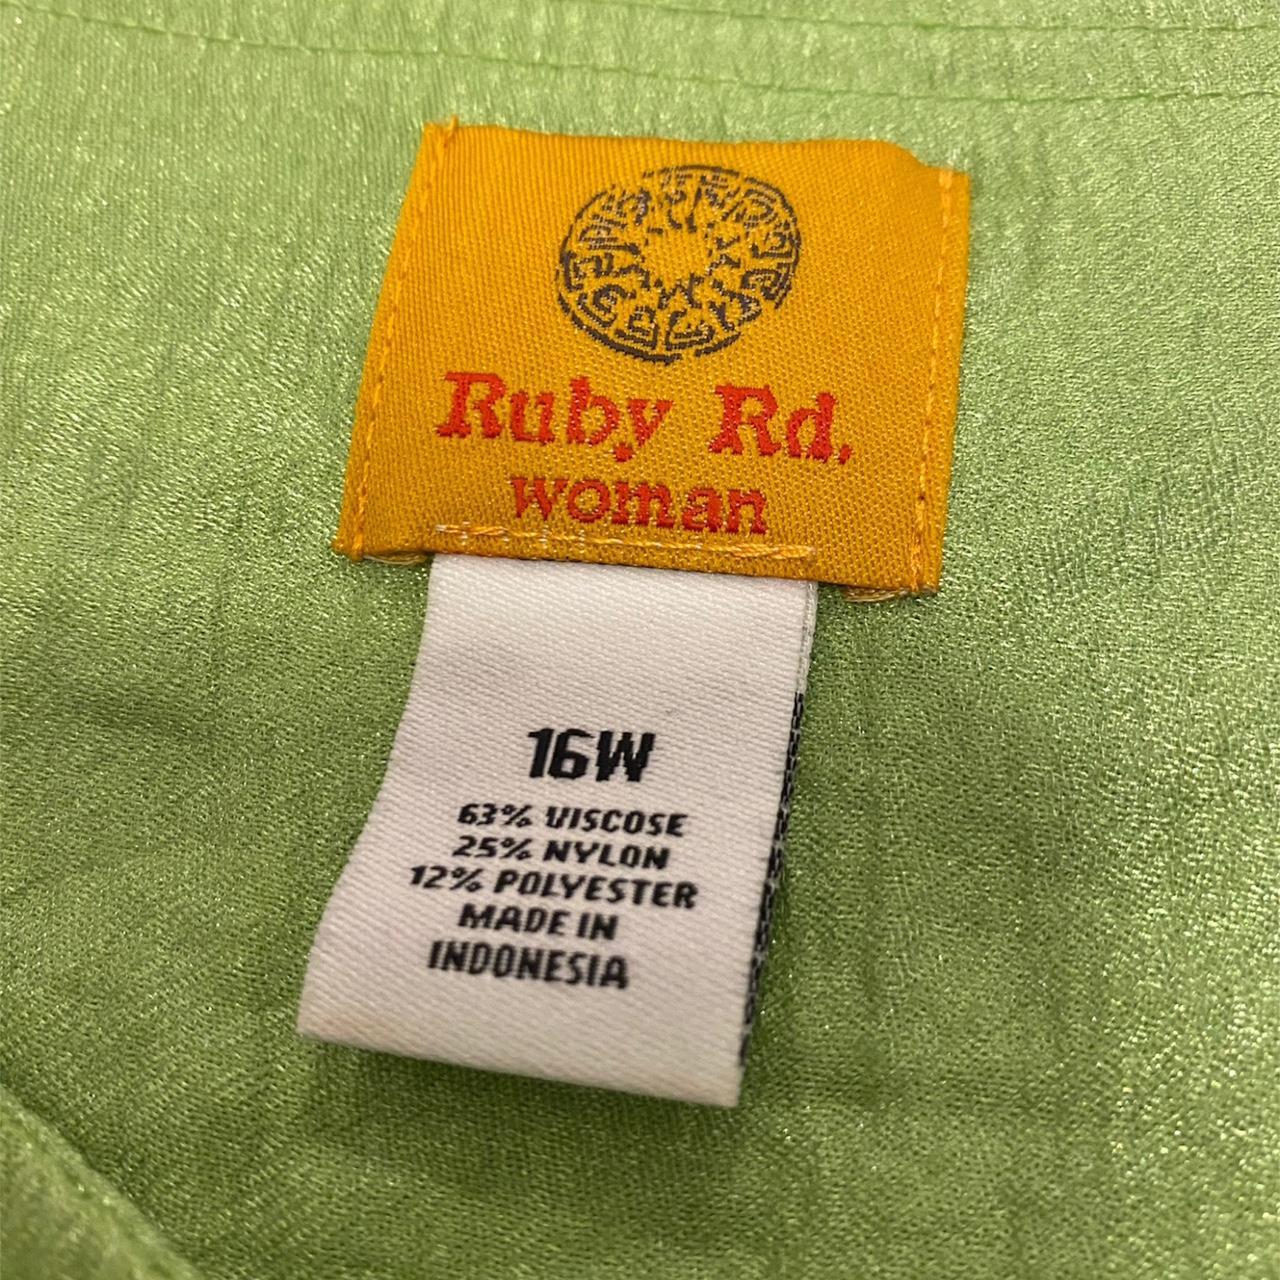 Ruby Rd.
woman
16W
63% VISCOSE
25% NYLON
12% POLYESTER
MADE IN
INDONESIA